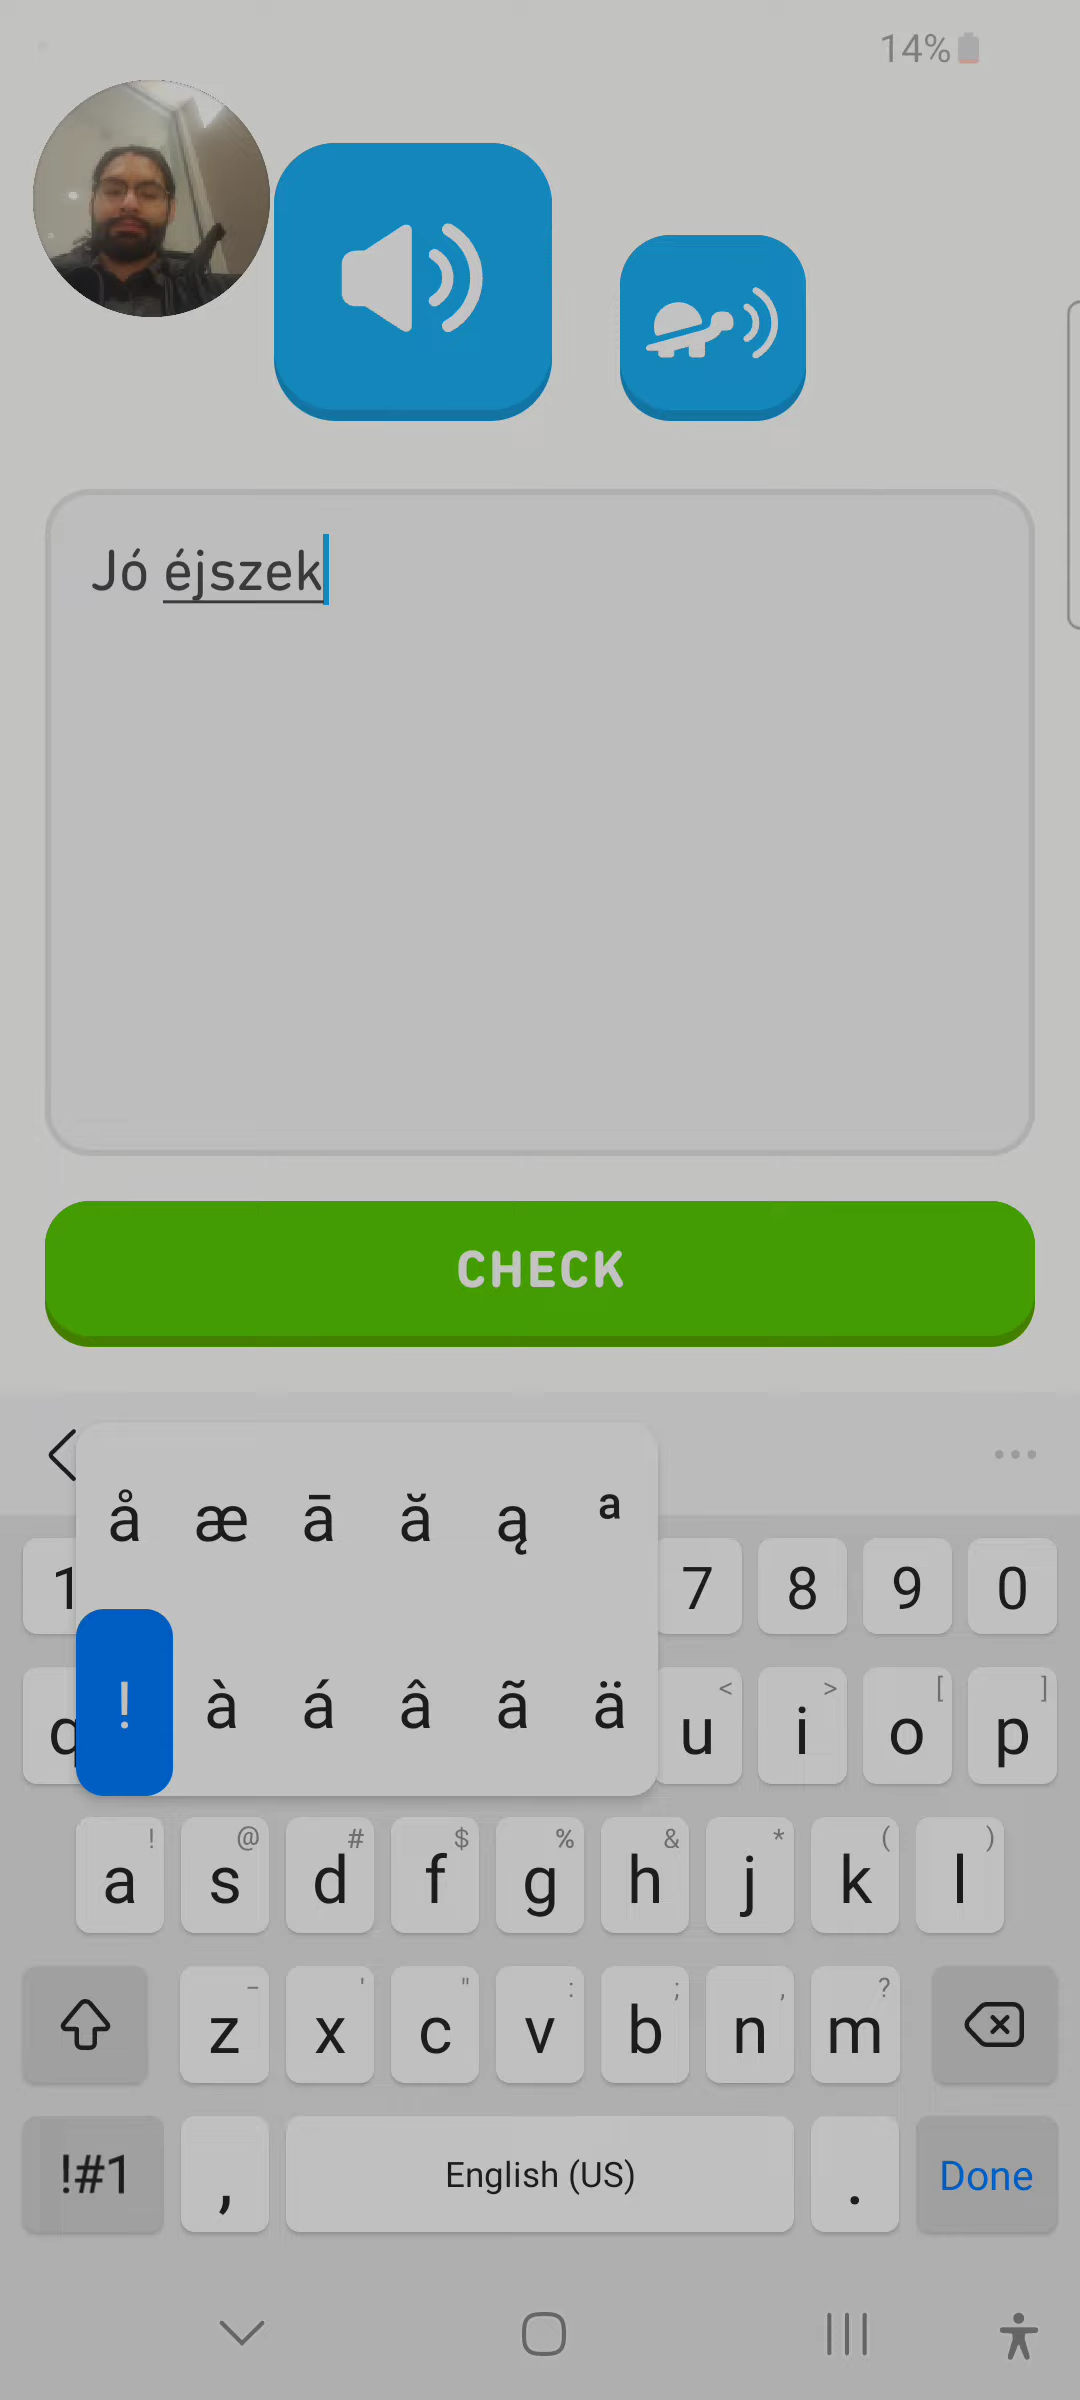 14%
Jó éjszek
CHECK
å æ ā ă ą ª
! à á â ã ä
1 7 8 9 0
q u < i > o [ p ]
a ! s @ d # f $ g % h & j * k ( l )
z - x ' c " v : b ; n , m ?
!#1 , English (US) . Done